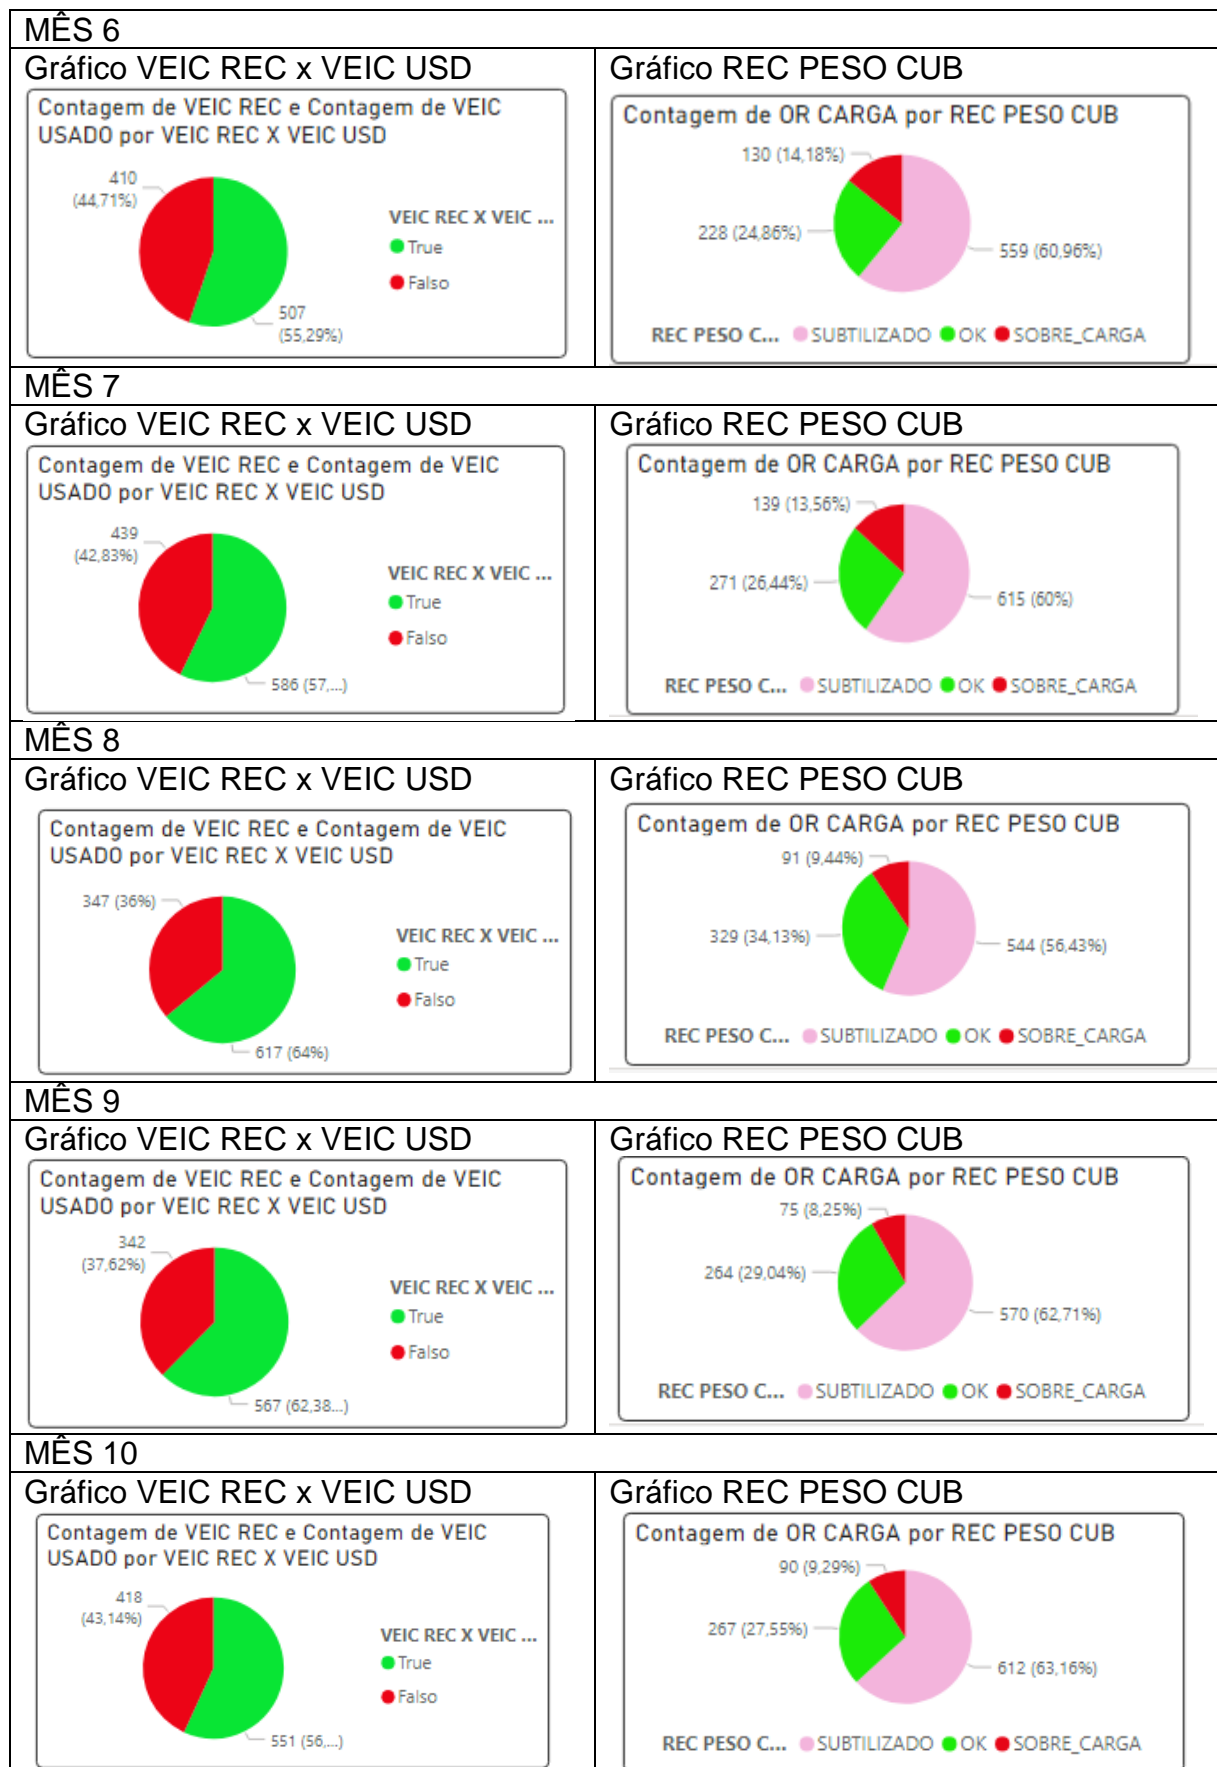 MÊS 6
Gráfico VEIC REC x VEIC USD
Contagem de VEIC REC e Contagem de VEIC
USADO por VEIC REC X VEIC USD
410
(44,71%)
VEIC REC X VEIC ...
True
Falso
507
(55,29%)
Gráfico REC PESO CUB
Contagem de OR CARGA por REC PESO CUB
130 (14,18%)
228 (24,86%)
559 (60,96%)
REC PESO C... SUBTILIZADO OK SOBRE_CARGA
MÊS 7
Gráfico VEIC REC x VEIC USD
Contagem de VEIC REC e Contagem de VEIC
USADO por VEIC REC X VEIC USD
439
(42,83%)
VEIC REC X VEIC ...
True
Falso
586 (57,...)
Gráfico REC PESO CUB
Contagem de OR CARGA por REC PESO CUB
139 (13,56%)
271 (26,44%)
615 (60%)
REC PESO C... SUBTILIZADO OK SOBRE_CARGA
MÊS 8
Gráfico VEIC REC x VEIC USD
Contagem de VEIC REC e Contagem de VEIC
USADO por VEIC REC X VEIC USD
347 (36%)
VEIC REC X VEIC ...
True
Falso
617 (64%)
Gráfico REC PESO CUB
Contagem de OR CARGA por REC PESO CUB
91 (9,44%)
329 (34,13%)
544 (56,43%)
REC PESO C... SUBTILIZADO OK SOBRE_CARGA
MÊS 9
Gráfico VEIC REC x VEIC USD
Contagem de VEIC REC e Contagem de VEIC
USADO por VEIC REC X VEIC USD
342
(37,62%)
VEIC REC X VEIC ...
True
Falso
567 (62,38...)
Gráfico REC PESO CUB
Contagem de OR CARGA por REC PESO CUB
75 (8,25%)
264 (29,04%)
570 (62,71%)
REC PESO C... SUBTILIZADO OK SOBRE_CARGA
MÊS 10
Gráfico VEIC REC x VEIC USD
Contagem de VEIC REC e Contagem de VEIC
USADO por VEIC REC X VEIC USD
418
(43,14%)
VEIC REC X VEIC ...
True
Falso
551 (56,...)
Gráfico REC PESO CUB
Contagem de OR CARGA por REC PESO CUB
90 (9,29%)
267 (27,55%)
612 (63,16%)
REC PESO C... SUBTILIZADO OK SOBRE_CARGA